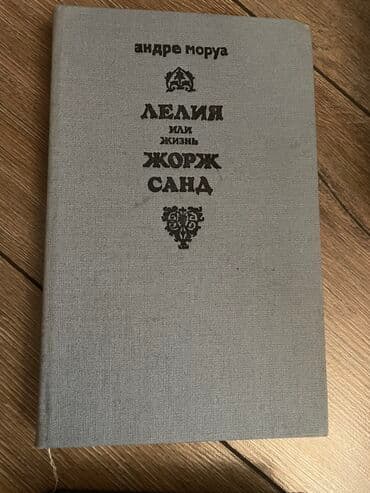 андре моруа
ЛЕЛИЯ
ИЛИ
ЖИЗНЬ
ЖОРЖ
САНД